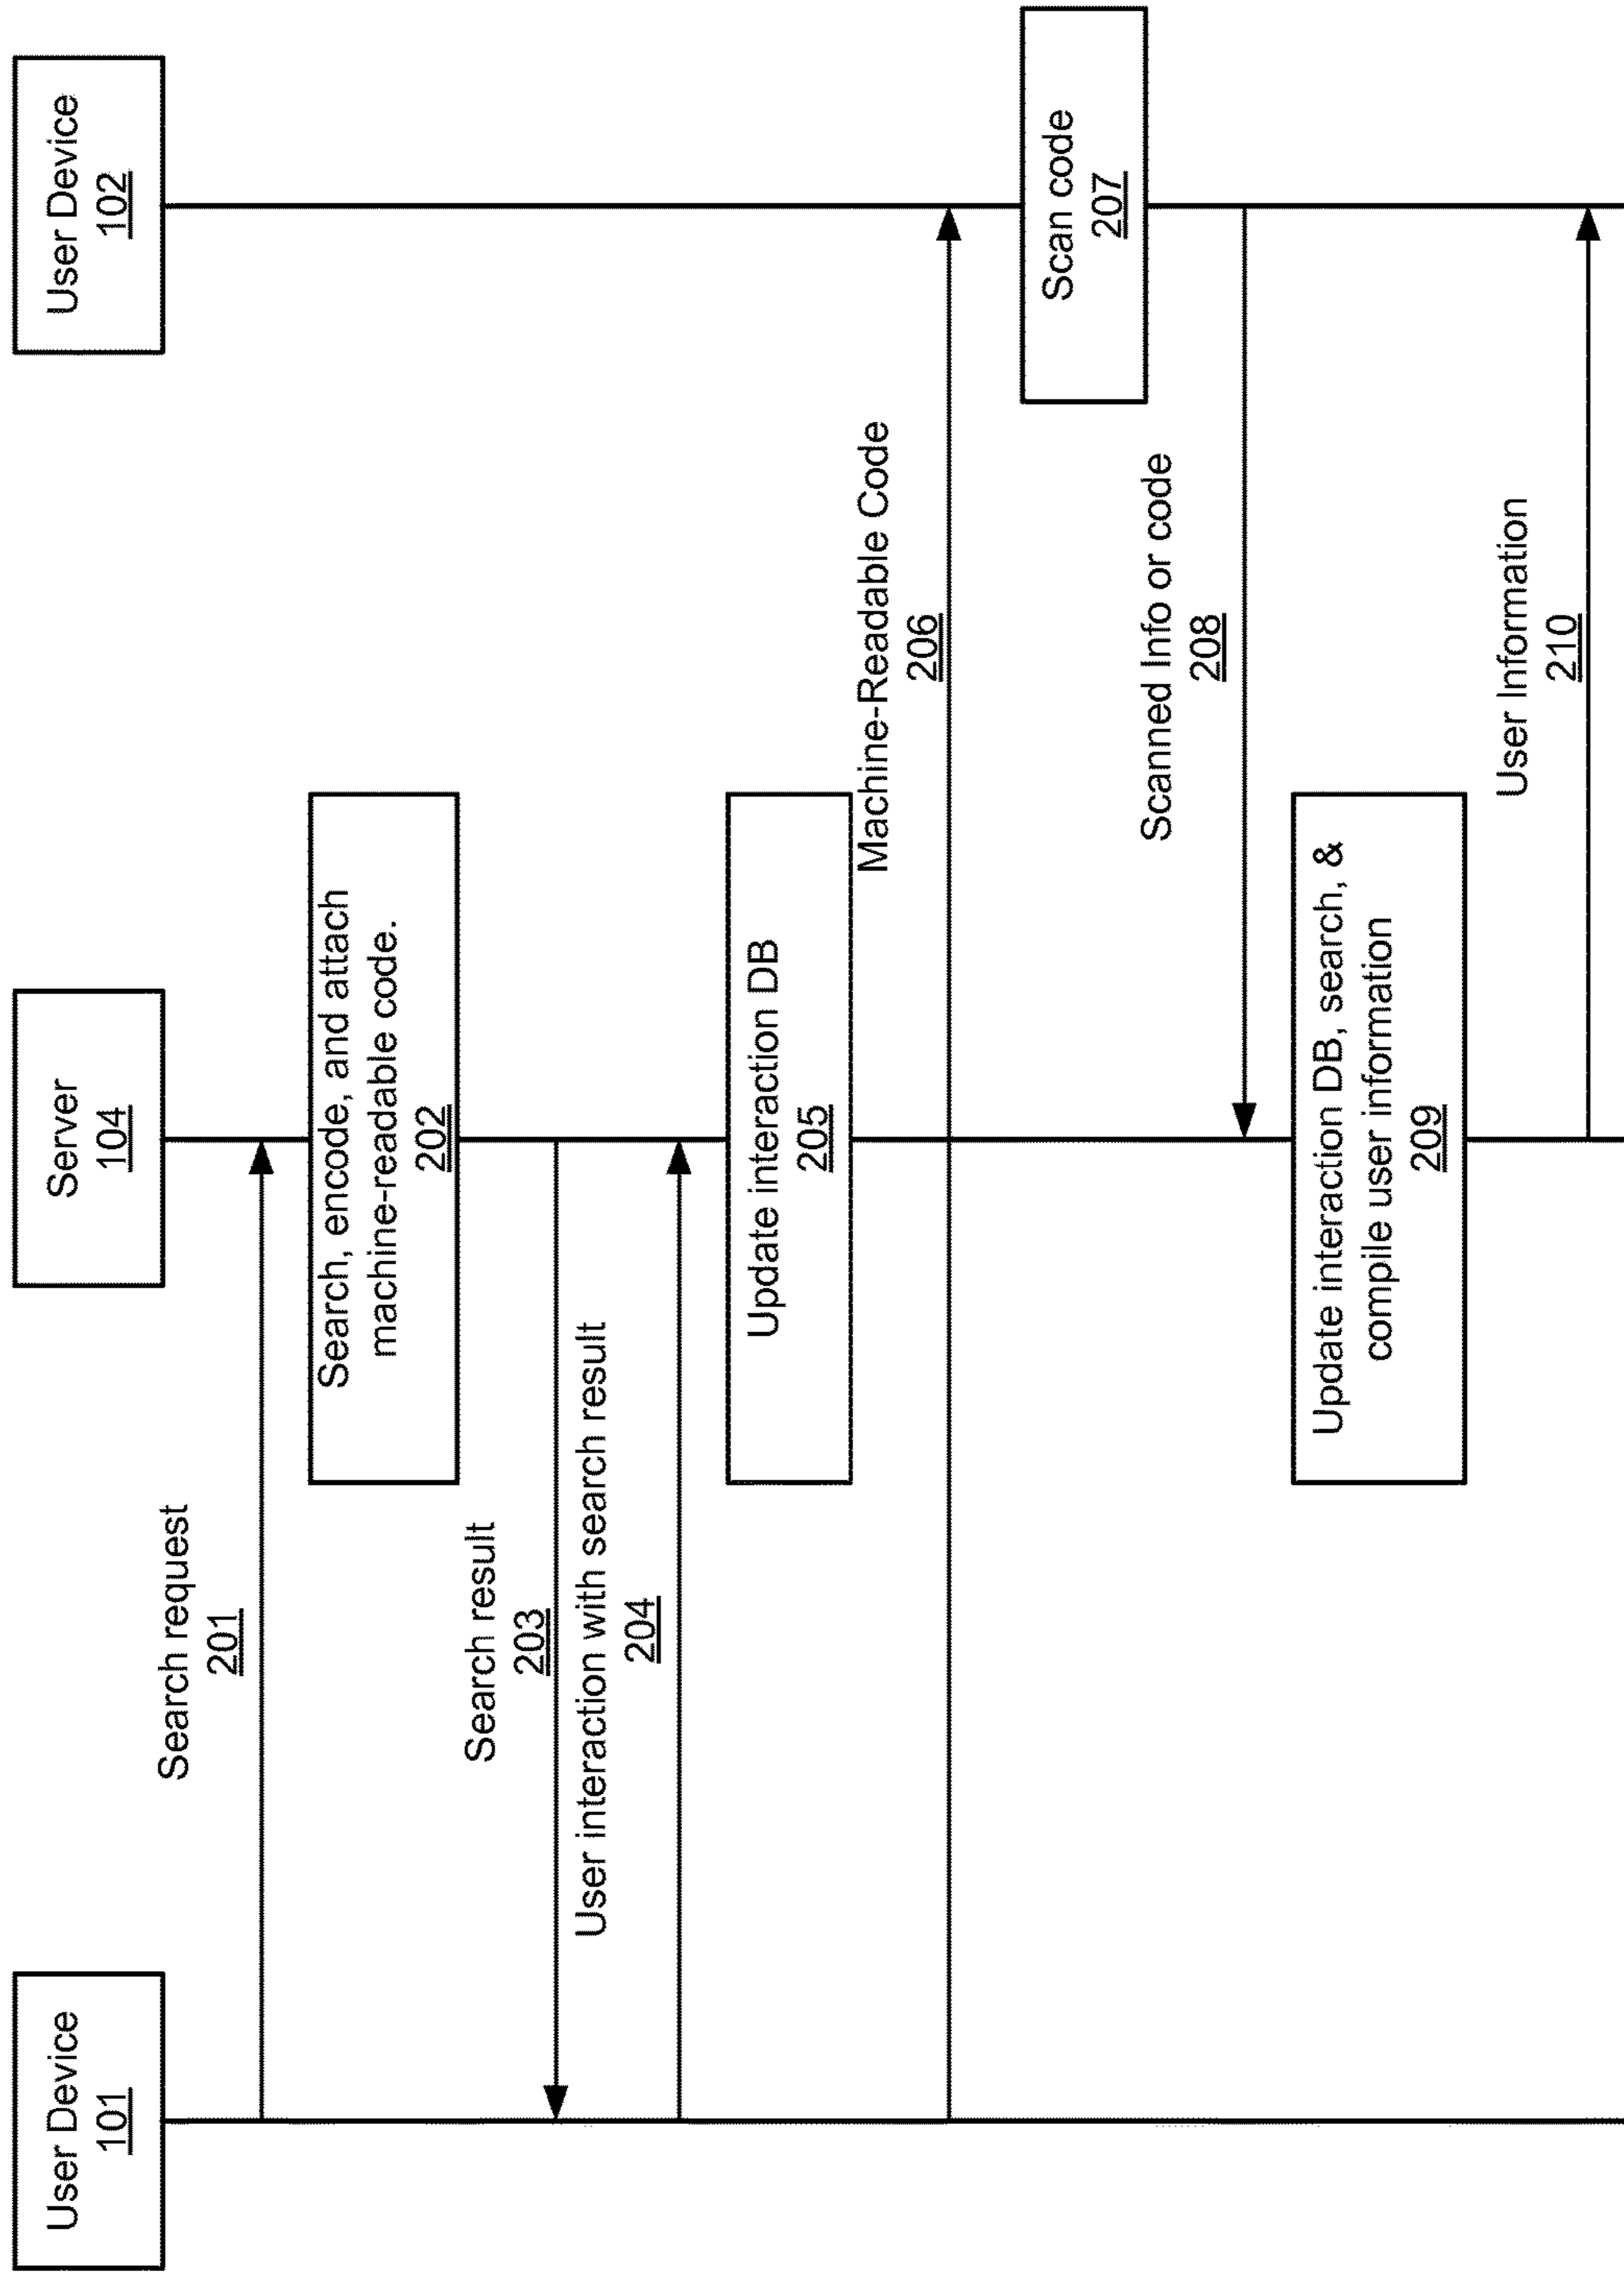 User Device
101
Server
104
User Device
102
Search request
201
Search, encode, and attach
machine-readable code.
202
Search result
203
User interaction with search result
204
Update interaction DB
205
Machine-Readable Code
206
Scan code
207
Scanned Info or code
208
Update interaction DB, search, &
compile user information
209
User Information
210